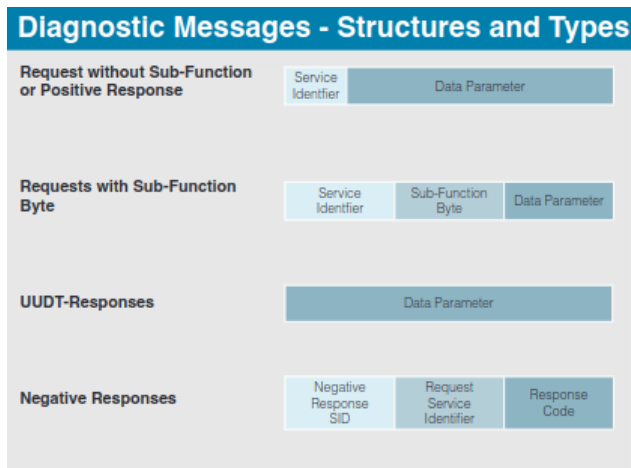 Diagnostic Messages - Structures and Types
Request without Sub-Function
or Positive Response
Service
Identfier
Data Parameter
Requests with Sub-Function
Byte
Service
Identfier
Sub-Function
Byte
Data Parameter
UUDT-Responses
Data Parameter
Negative Responses
Negative
Response
SID
Request
Service
Identifier
Response
Code